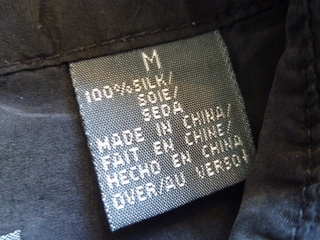 M
100% SILK/
SOIE/
SEDA
MADE IN CHINA/
FAIT EN CHINE/
HECHO EN CHINA
OVER/AU VERSO↓